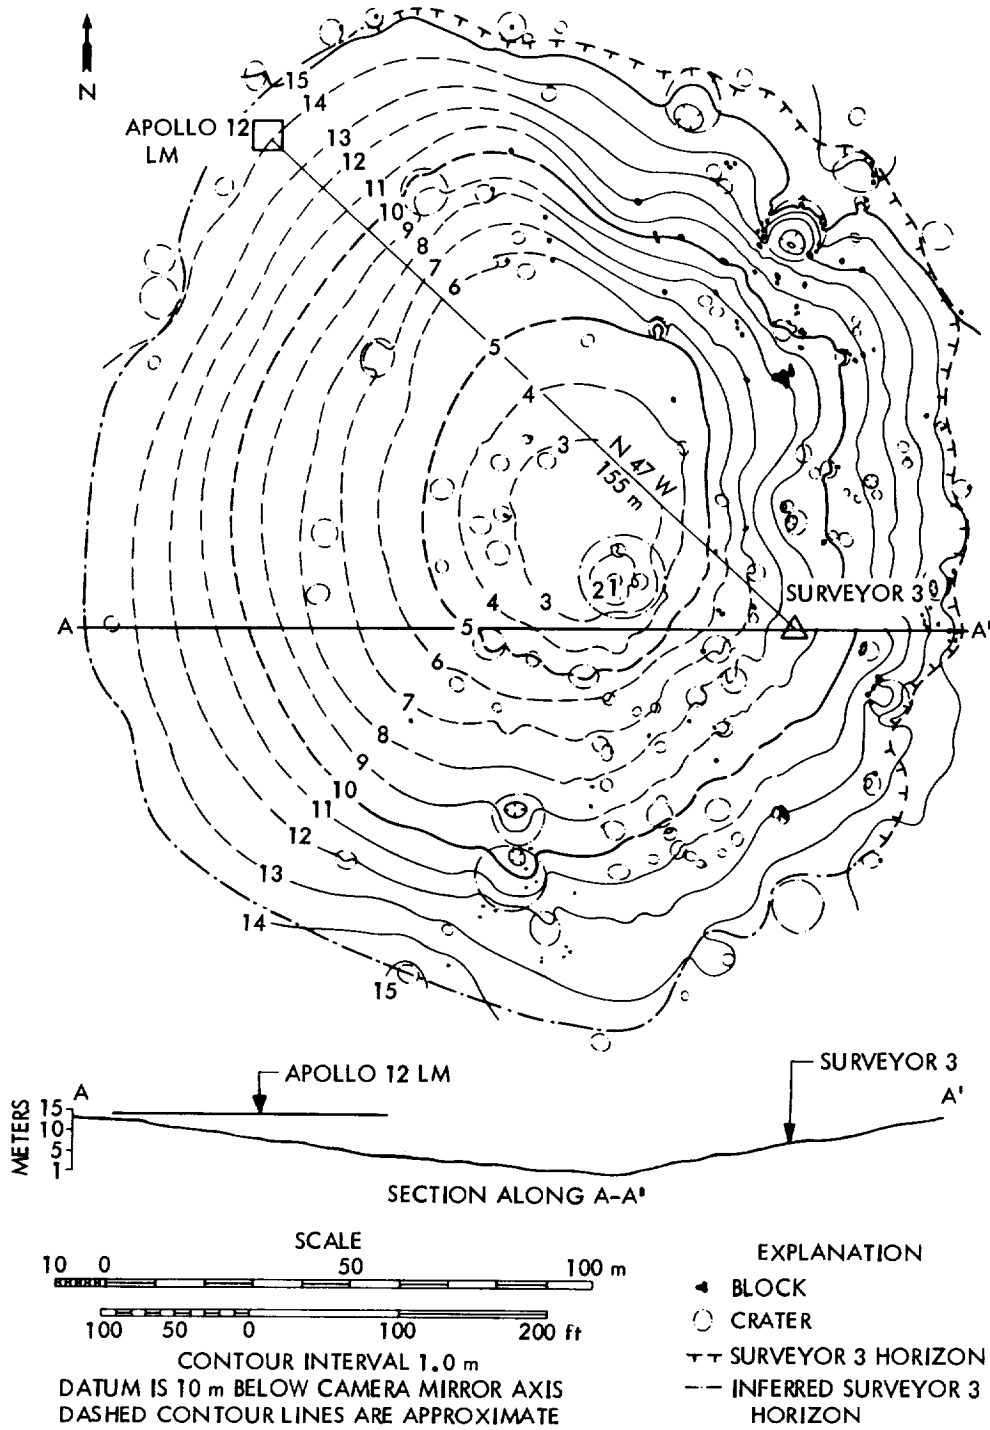 N
15
14
APOLLO 12
LM
13
12
11
10
9
8
7
6
5
4
3
N 47 W
155 m
2 1
SURVEYOR 3
4 3
A 5 A'
6
7
8
9
10
11
12
13
14
15
APOLLO 12 LM
SURVEYOR 3
A A'
METERS
15
10
5
1
SECTION ALONG A-A'
SCALE
10 0 50 100 m
100 50 0 100 200 ft
CONTOUR INTERVAL 1.0 m
DATUM IS 10 m BELOW CAMERA MIRROR AXIS
DASHED CONTOUR LINES ARE APPROXIMATE
EXPLANATION
BLOCK
CRATER
SURVEYOR 3 HORIZON
INFERRED SURVEYOR 3
HORIZON